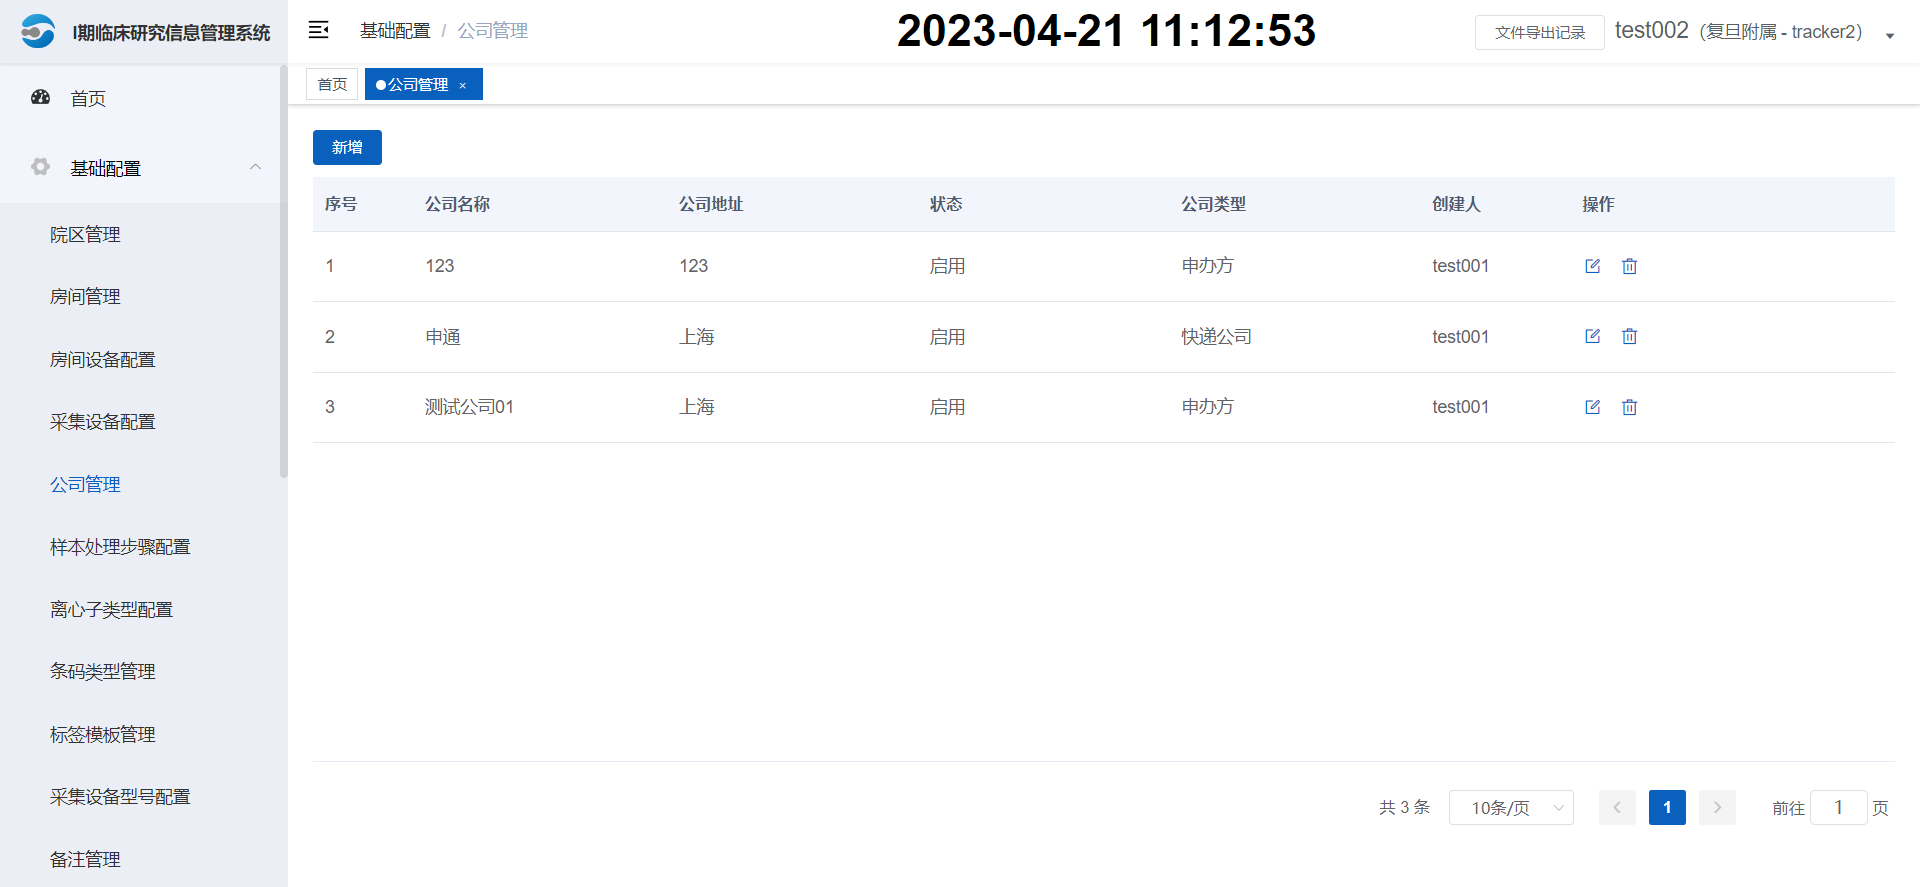 I期临床研究信息管理系统
基础配置 / 公司管理
2023-04-21 11:12:53
文件导出记录
test002（复旦附属 - tracker2）
首页
公司管理 ×
首页
基础配置
院区管理
房间管理
房间设备配置
采集设备配置
公司管理
样本处理步骤配置
离心子类型配置
条码类型管理
标签模板管理
采集设备型号配置
备注管理
新增
序号 公司名称 公司地址 状态 公司类型 创建人 操作
1 123 123 启用 申办方 test001
2 申通 上海 启用 快递公司 test001
3 测试公司01 上海 启用 申办方 test001
共 3 条 10条/页 1 前往 1 页